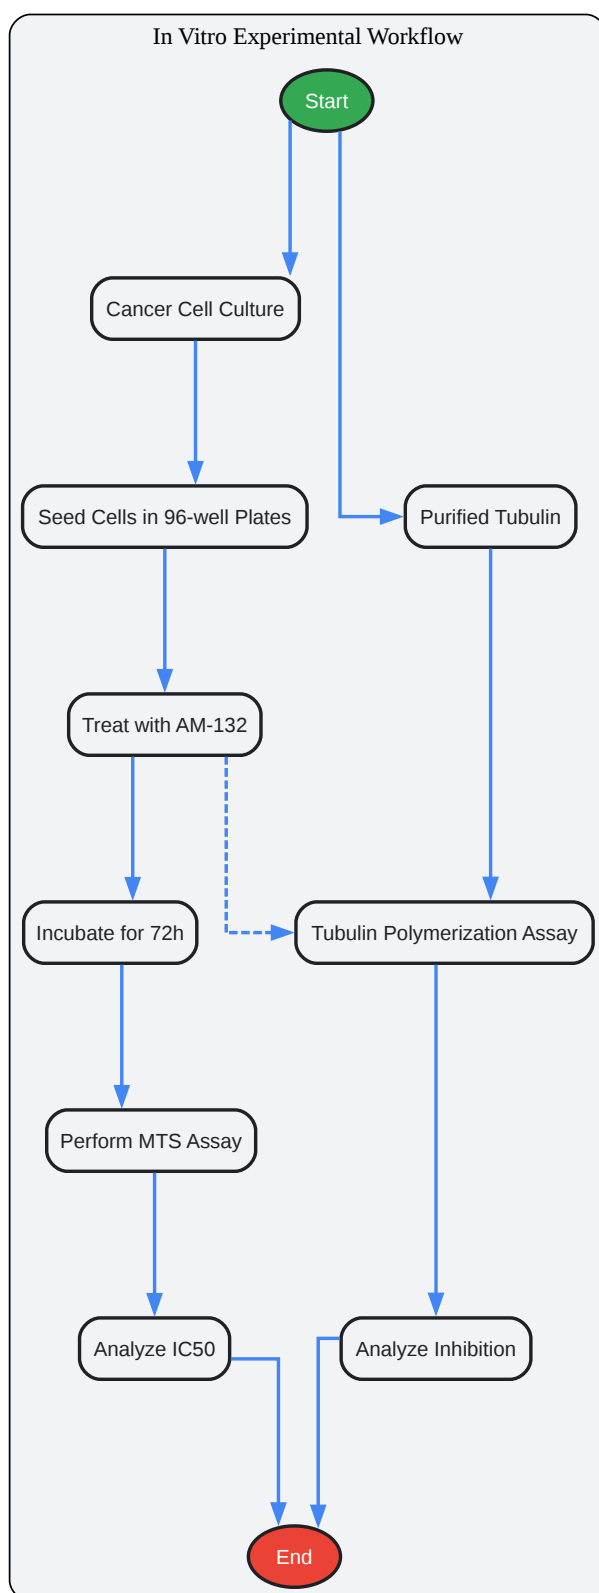 In Vitro Experimental Workflow
Start
Cancer Cell Culture
Seed Cells in 96-well Plates
Purified Tubulin
Treat with AM-132
Incubate for 72h
Tubulin Polymerization Assay
Perform MTS Assay
Analyze IC50
Analyze Inhibition
End